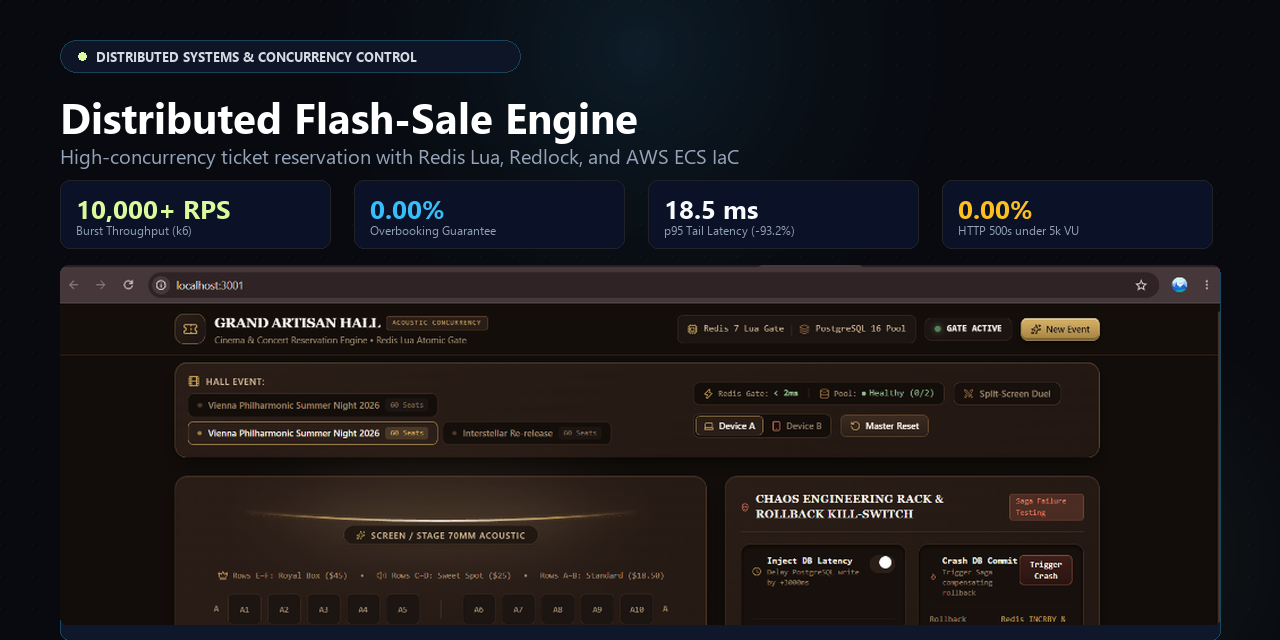 DISTRIBUTED SYSTEMS & CONCURRENCY CONTROL
Distributed Flash-Sale Engine
High-concurrency ticket reservation with Redis Lua, Redlock, and AWS ECS IaC
10,000+ RPS
Burst Throughput (k6)
0.00%
Overbooking Guarantee
18.5 ms
p95 Tail Latency (-93.2%)
0.00%
HTTP 500s under 5k VU
localhost:3001
GRAND ARTISAN HALL
ACOUSTIC CONCURRENCY
Cinema & Concert Reservation Engine • Redis Lua Atomic Gate
Redis 7 Lua Gate
PostgreSQL 16 Pool
GATE ACTIVE
New Event
HALL EVENT:
Vienna Philharmonic Summer Night 2026 60 Seats
Vienna Philharmonic Summer Night 2026 60 Seats
Interstellar Re-release 60 Seats
Redis Gate: < 2ms
Pool: • Healthy (0/2)
Split-Screen Duel
Device A
Device B
Master Reset
SCREEN / STAGE 70MM ACOUSTIC
Rows E-F: Royal Box ($45) • Rows C-D: Sweet Spot ($25) • Rows A-B: Standard ($18.50)
A A1 A2 A3 A4 A5 A6 A7 A8 A9 A10 A
CHAOS ENGINEERING RACK &
ROLLBACK KILL-SWITCH
Saga Failure
Testing
Inject DB Latency
Delay PostgreSQL write
by +3000ms
Crash DB Commit
Trigger Saga
compensating
rollback
Trigger
Crash
Rollback
Redis INCRBY &